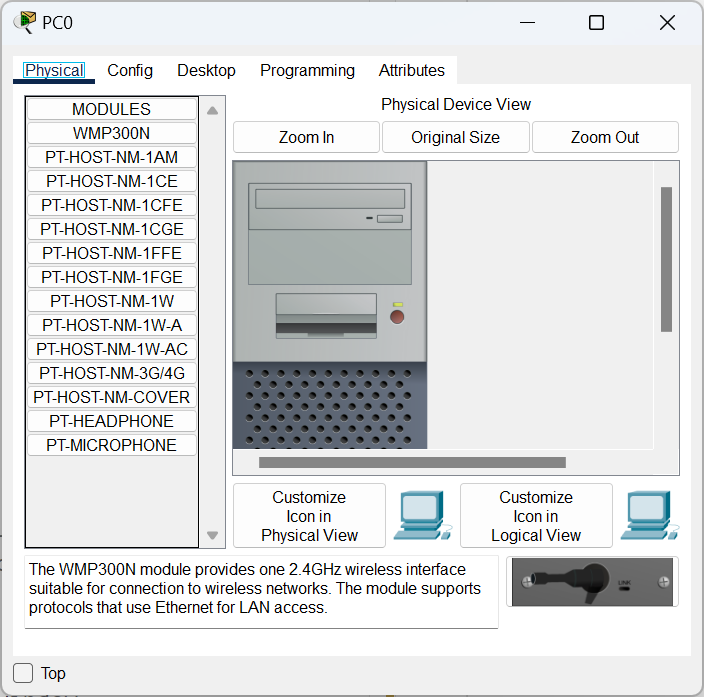 PC0
Physical Config Desktop Programming Attributes
MODULES
WMP300N
PT-HOST-NM-1AM
PT-HOST-NM-1CE
PT-HOST-NM-1CFE
PT-HOST-NM-1CGE
PT-HOST-NM-1FFE
PT-HOST-NM-1FGE
PT-HOST-NM-1W
PT-HOST-NM-1W-A
PT-HOST-NM-1W-AC
PT-HOST-NM-3G/4G
PT-HOST-NM-COVER
PT-HEADPHONE
PT-MICROPHONE
Physical Device View
Zoom In Original Size Zoom Out
Customize
Icon in
Physical View
Customize
Icon in
Logical View
The WMP300N module provides one 2.4GHz wireless interface
suitable for connection to wireless networks. The module supports
protocols that use Ethernet for LAN access.
LINK
Top